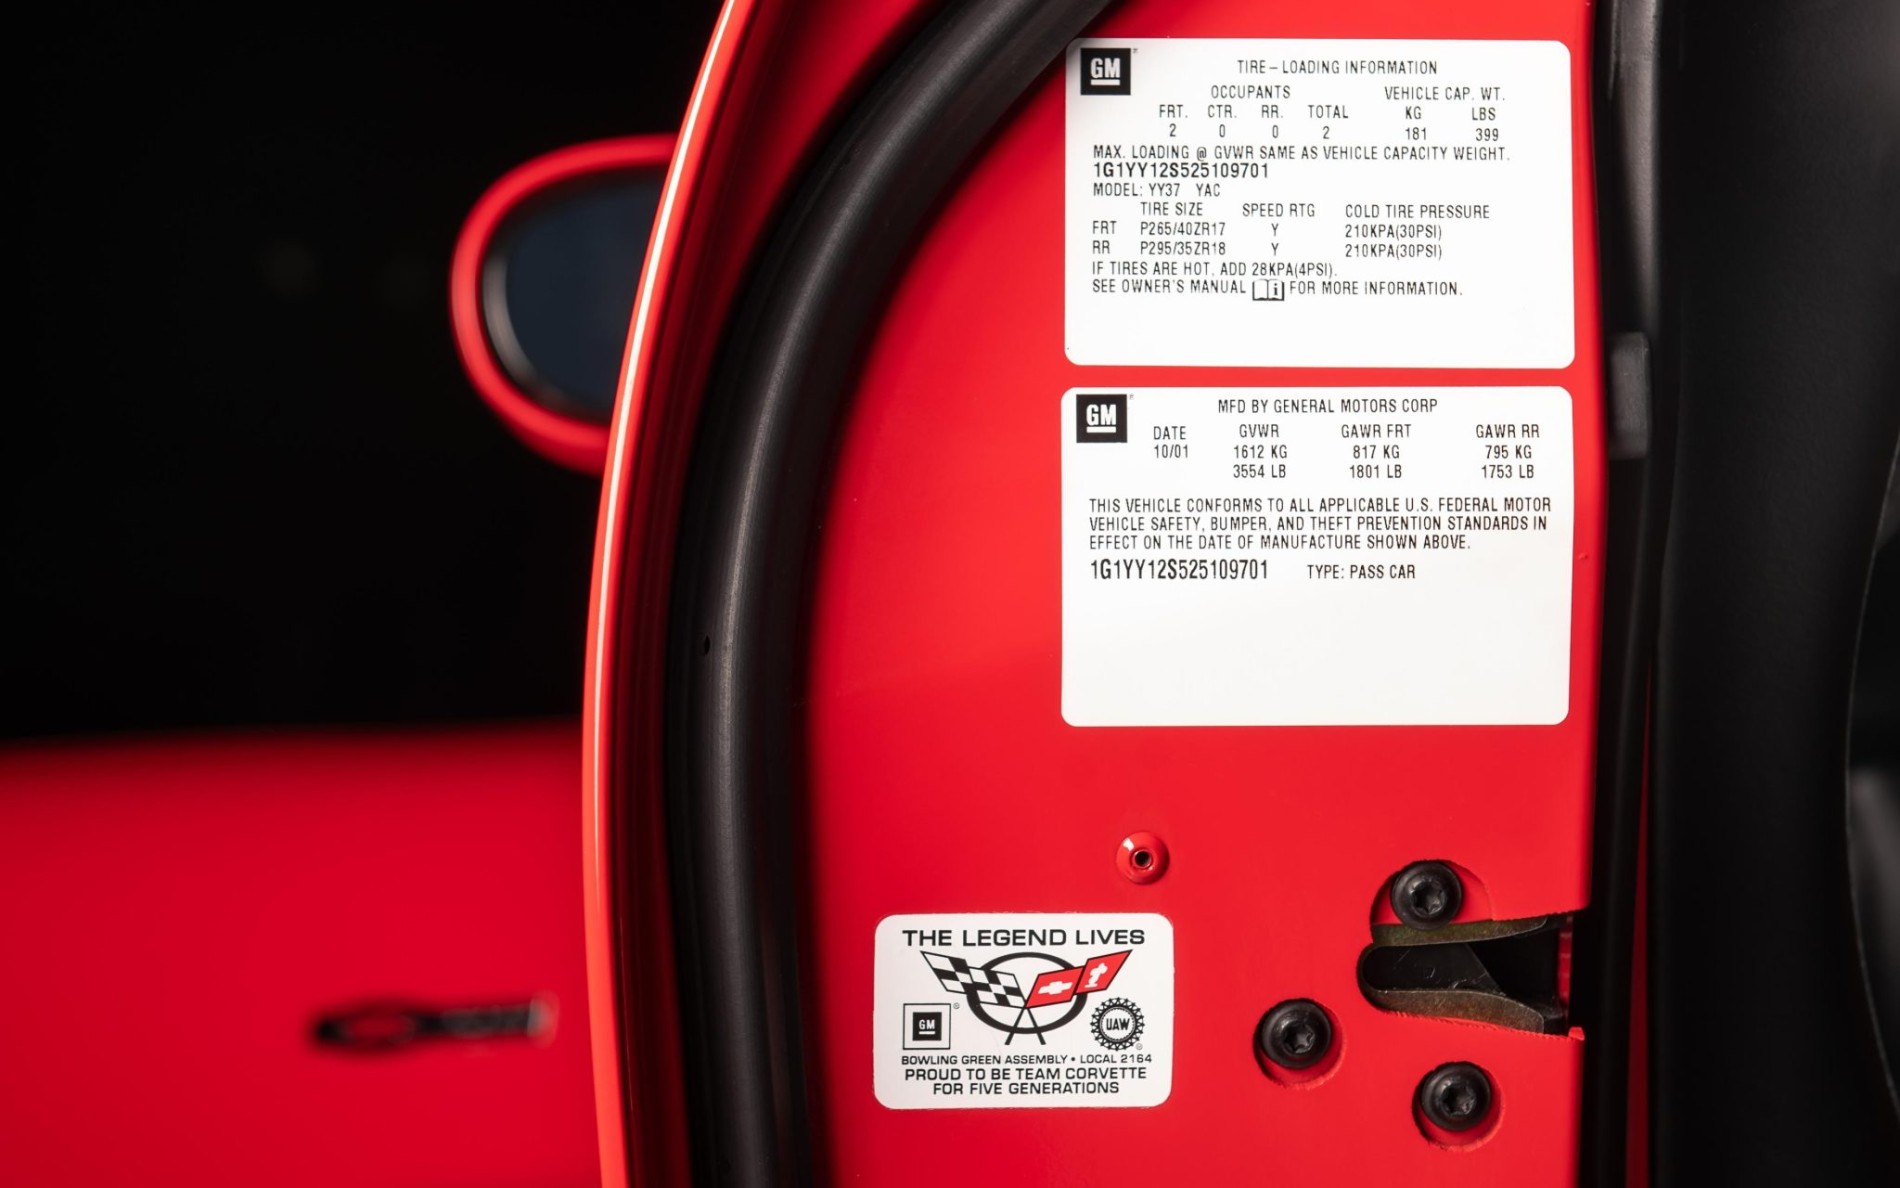 GM
TIRE–LOADING INFORMATION
OCCUPANTS VEHICLE CAP. WT.
FRT. CTR. RR. TOTAL KG LBS
2 0 0 2 181 399
MAX. LOADING @ GVWR SAME AS VEHICLE CAPACITY WEIGHT.
1G1YY12S525109701
MODEL: YY37 YAC
TIRE SIZE SPEED RTG COLD TIRE PRESSURE
FRT P265/40ZR17 Y 210KPA(30PSI)
RR P295/35ZR18 Y 210KPA(30PSI)
IF TIRES ARE HOT, ADD 28KPA(4PSI).
SEE OWNER'S MANUAL i FOR MORE INFORMATION.
GM
MFD BY GENERAL MOTORS CORP
DATE GVWR GAWR FRT GAWR RR
10/01 1612 KG 817 KG 795 KG
3554 LB 1801 LB 1753 LB
THIS VEHICLE CONFORMS TO ALL APPLICABLE U.S. FEDERAL MOTOR
VEHICLE SAFETY, BUMPER, AND THEFT PREVENTION STANDARDS IN
EFFECT ON THE DATE OF MANUFACTURE SHOWN ABOVE.
1G1YY12S525109701 TYPE: PASS CAR
THE LEGEND LIVES
GM UAW
BOWLING GREEN ASSEMBLY • LOCAL 2164
PROUD TO BE TEAM CORVETTE
FOR FIVE GENERATIONS